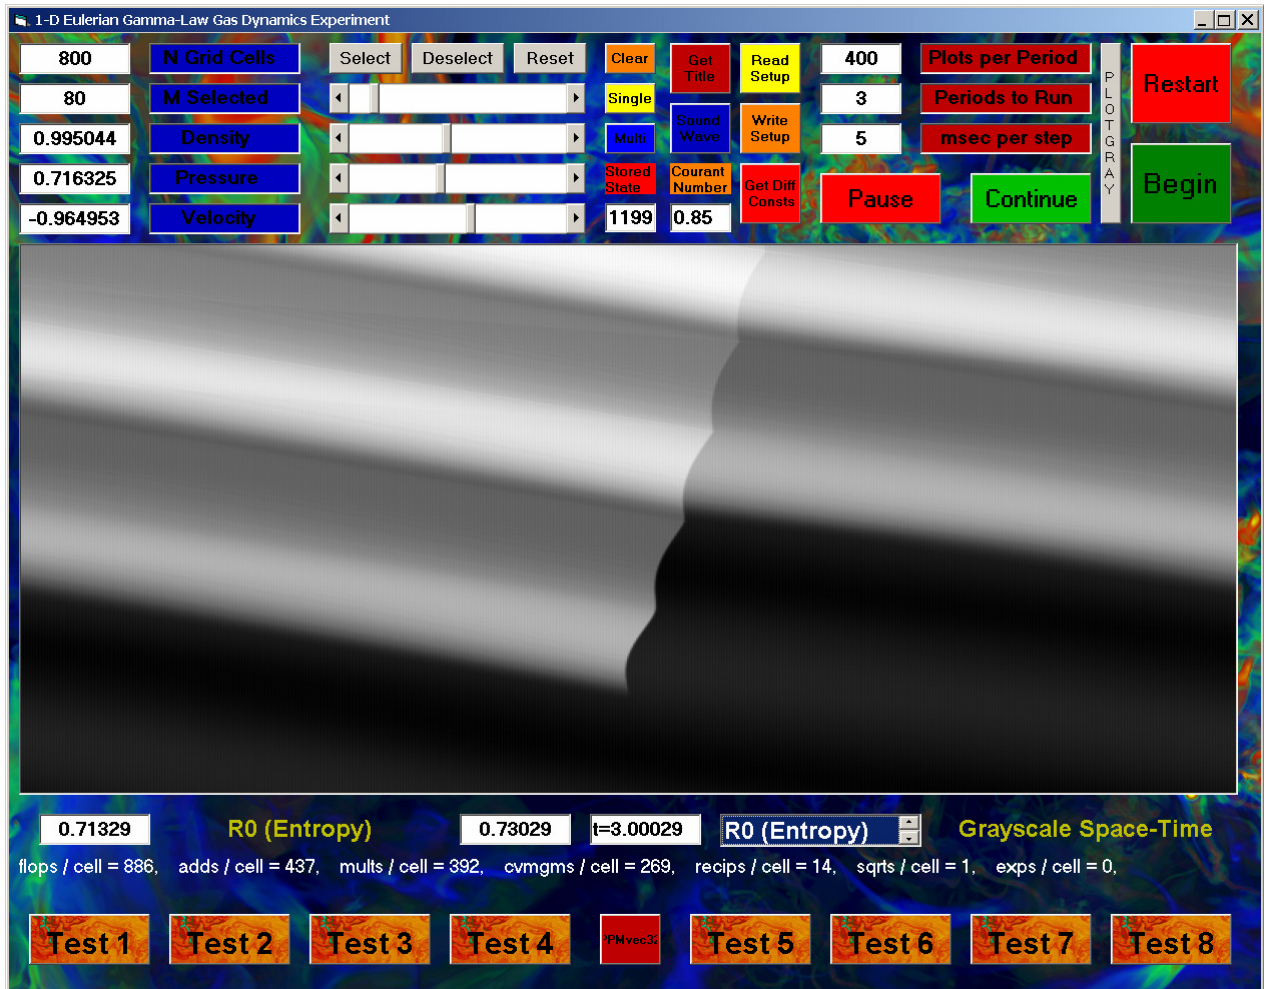 1-D Eulerian Gamma-Law Gas Dynamics Experiment
800 N Grid Cells Select Deselect Reset Clear Get Title Read Setup 400 Plots per Period PLOTGRAY Restart
80 M Selected Single 3 Periods to Run
0.995044 Density Multi Sound Wave Write Setup 5 msec per step
0.716325 Pressure Stored State Courant Number Get Diff Consts Pause Continue Begin
-0.964953 Velocity 1199 0.85
0.71329 R0 (Entropy) 0.73029 t=3.00029 R0 (Entropy) Grayscale Space-Time
flops / cell = 886, adds / cell = 437, mults / cell = 392, cvmgms / cell = 269, recips / cell = 14, sqrts / cell = 1, exps / cell = 0,
Test 1 Test 2 Test 3 Test 4 PPMvec32 Test 5 Test 6 Test 7 Test 8